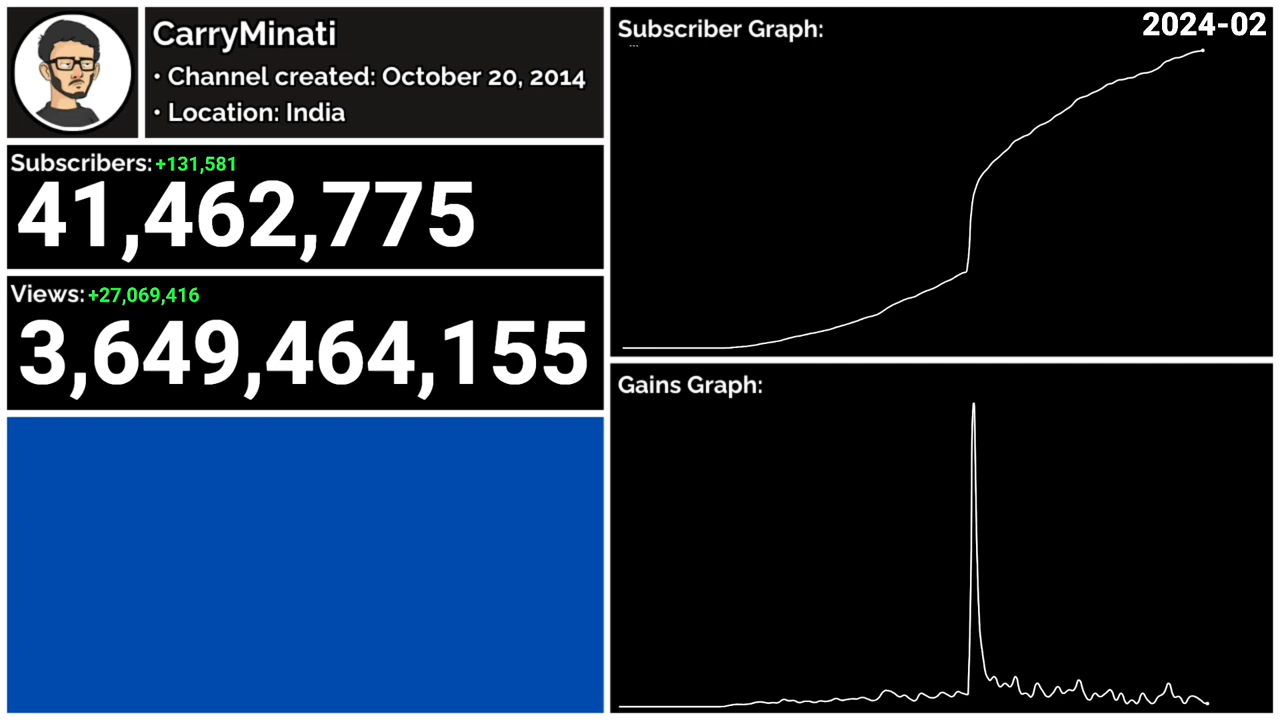 CarryMinati
• Channel created: October 20, 2014
• Location: India
Subscribers: +131,581
41,462,775
Views: +27,069,416
3,649,464,155
Subscriber Graph:
...
2024-02
Gains Graph: